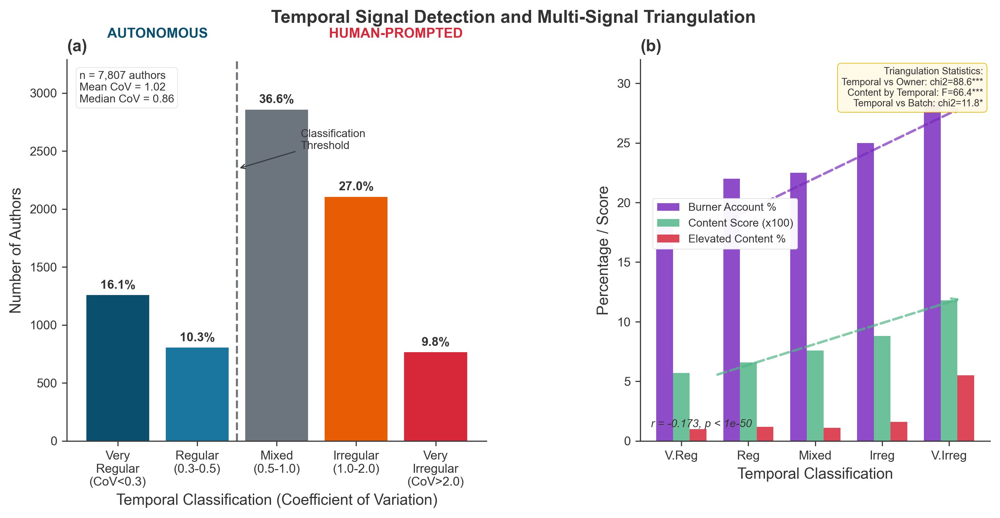 Temporal Signal Detection and Multi-Signal Triangulation
AUTONOMOUS
HUMAN-PROMPTED
(a)
n = 7,807 authors
Mean CoV = 1.02
Median CoV = 0.86
Classification
Threshold
16.1%
10.3%
36.6%
27.0%
9.8%
Number of Authors
3000
2500
2000
1500
1000
500
0
Very
Regular
(CoV<0.3)
Regular
(0.3-0.5)
Mixed
(0.5-1.0)
Irregular
(1.0-2.0)
Very
Irregular
(CoV>2.0)
Temporal Classification (Coefficient of Variation)
(b)
Triangulation Statistics:
Temporal vs Owner: chi2=88.6***
Content by Temporal: F=66.4***
Temporal vs Batch: chi2=11.8*
Burner Account %
Content Score (x100)
Elevated Content %
r = -0.173, p < 1e-50
Percentage / Score
30
25
20
15
10
5
0
V.Reg
Reg
Mixed
Irreg
V.Irreg
Temporal Classification